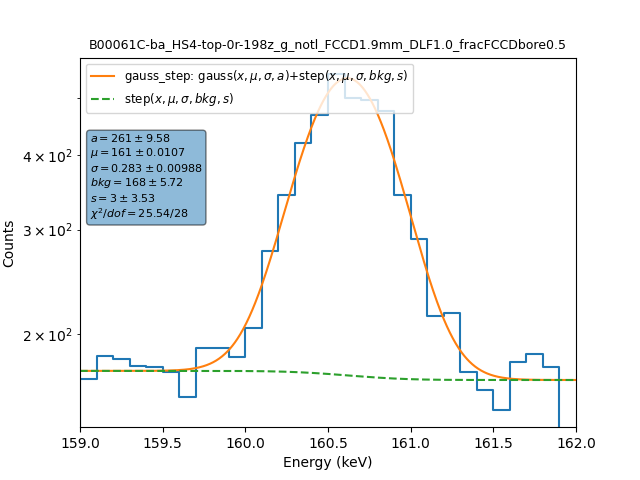 B00061C-ba_HS4-top-0r-198z_g_notl_FCCD1.9mm_DLF1.0_fracFCCDbore0.5
gauss_step: gauss(x, μ, σ, a)+step(x, μ, σ, bkg, s)
step(x, μ, σ, bkg, s)
a = 261 ± 9.58
μ = 161 ± 0.0107
σ = 0.283 ± 0.00988
bkg = 168 ± 5.72
s = 3 ± 3.53
χ²/dof = 25.54/28
4 × 10²
3 × 10²
2 × 10²
Counts
159.0 159.5 160.0 160.5 161.0 161.5 162.0
Energy (keV)